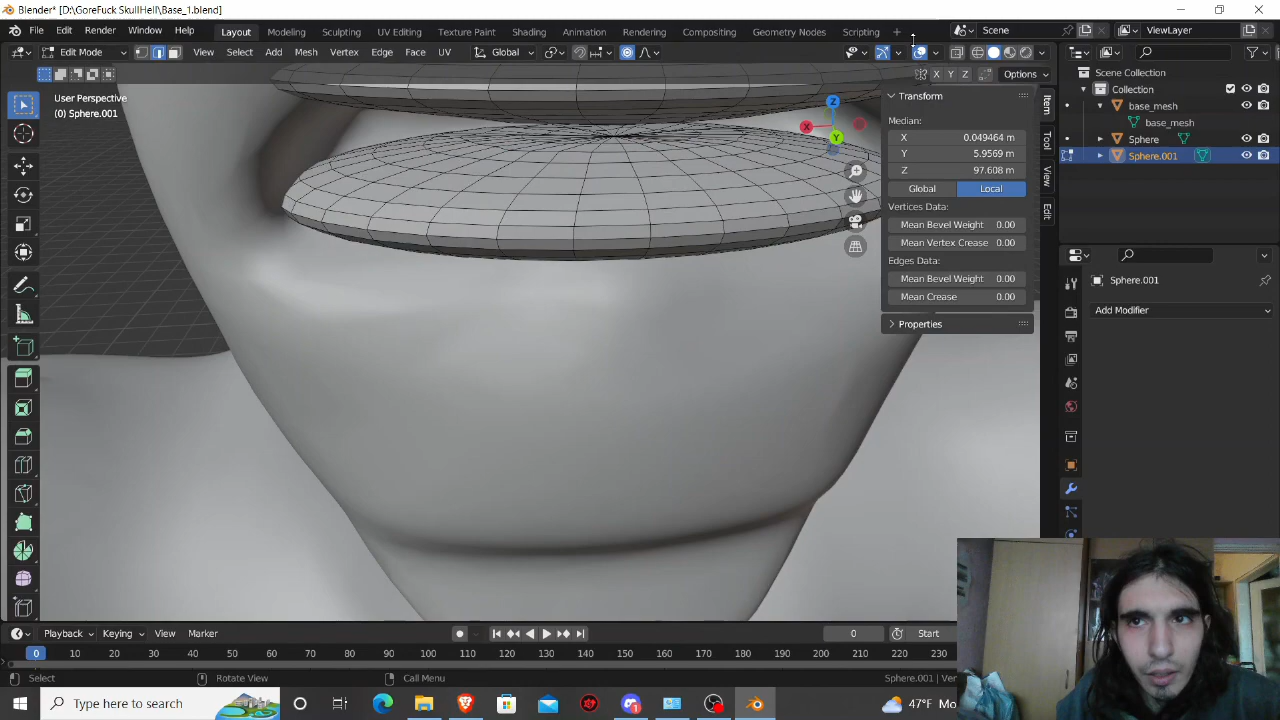 Blender* [D:\GoreFuck SkullHell\Base_1.blend]
File Edit Render Window Help Layout Modeling Sculpting UV Editing Texture Paint Shading Animation Rendering Compositing Geometry Nodes Scripting + Scene ViewLayer
Edit Mode View Select Add Mesh Vertex Edge Face UV Global
X Y Z Options
User Perspective
(0) Sphere.001
Z
X
Y
Transform
Median:
X 0.049464 m
Y 5.9569 m
Z 97.608 m
Global Local
Vertices Data:
Mean Bevel Weight 0.00
Mean Vertex Crease 0.00
Edges Data:
Mean Bevel Weight 0.00
Mean Crease 0.00
Properties
Item
Tool
View
Edit
Scene Collection
Collection
base_mesh
base_mesh
Sphere
Sphere.001
Sphere.001
Add Modifier
Playback Keying View Marker 0 Start
0 10 20 30 40 50 60 70 80 90 100 110 120 130 140 150 160 170 180 190 200 210 220 230
Select Rotate View Call Menu Sphere.001 | Ver
Type here to search 47°F Mo